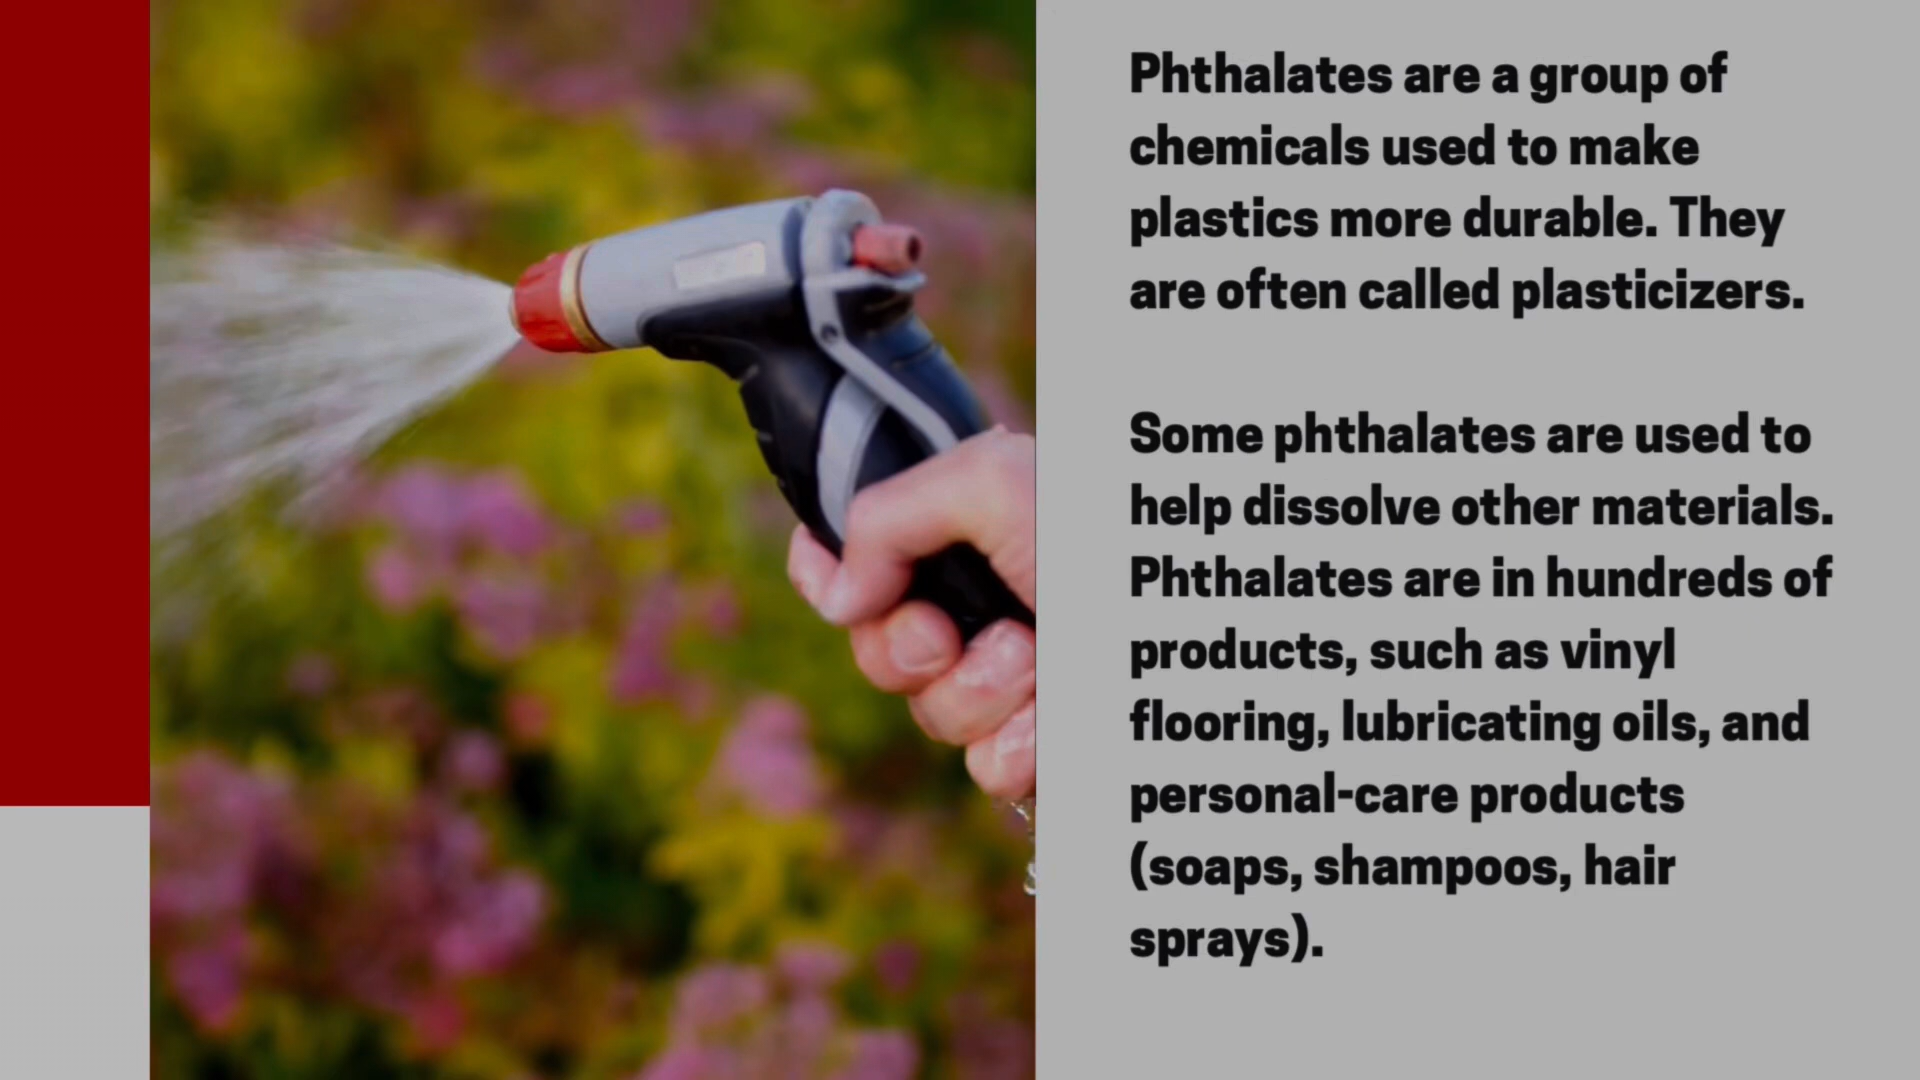 Phthalates are a group of
chemicals used to make
plastics more durable. They
are often called plasticizers.
Some phthalates are used to
help dissolve other materials.
Phthalates are in hundreds of
products, such as vinyl
flooring, lubricating oils, and
personal-care products
(soaps, shampoos, hair
sprays).